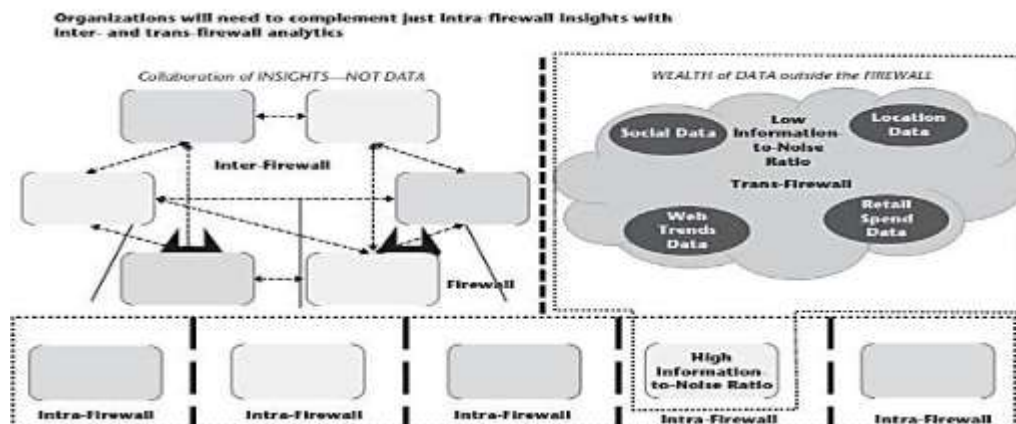 Organizations will need to complement just intra-firewall insights with
inter- and trans-firewall analytics
Collaboration of INSIGHTS—NOT DATA
Inter-Firewall
Firewall
WEALTH of DATA outside the FIREWALL
Social Data
Low
Information-
to-Noise
Ratio
Location
Data
Trans-Firewall
Web
Trends
Data
Retail
Spend
Data
High
Information-
to-Noise Ratio
Intra-Firewall
Intra-Firewall
Intra-Firewall
Intra-Firewall
Intra-Firewall